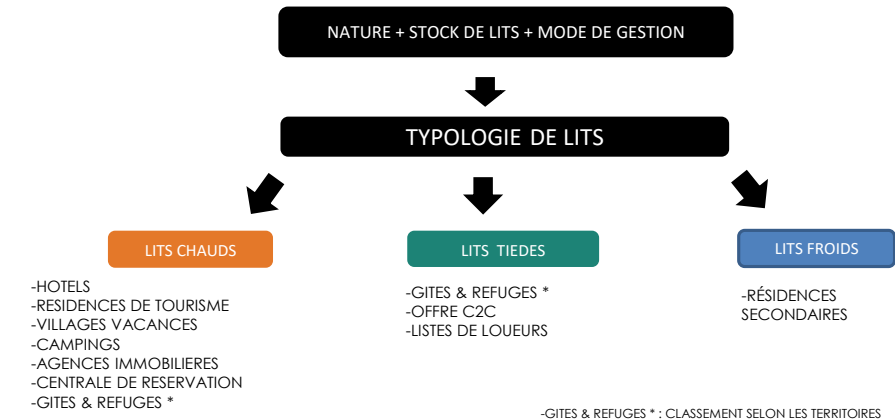 NATURE + STOCK DE LITS + MODE DE GESTION
TYPOLOGIE DE LITS
LITS CHAUDS
-HOTELS
-RESIDENCES DE TOURISME
-VILLAGES VACANCES
-CAMPINGS
-AGENCES IMMOBILIERES
-CENTRALE DE RESERVATION
-GITES & REFUGES *
LITS TIEDES
-GITES & REFUGES *
-OFFRE C2C
-LISTES DE LOUEURS
LITS FROIDS
-RÉSIDENCES
SECONDAIRES
-GITES & REFUGES * : CLASSEMENT SELON LES TERRITOIRES